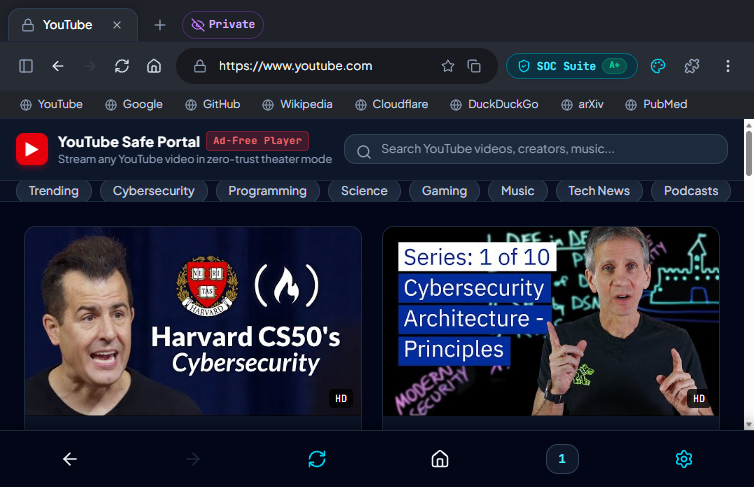 YouTube
Private
https://www.youtube.com
SOC Suite A+
YouTube
Google
GitHub
Wikipedia
Cloudflare
DuckDuckGo
arXiv
PubMed
YouTube Safe Portal Ad-Free Player
Stream any YouTube video in zero-trust theater mode
Search YouTube videos, creators, music...
Trending
Cybersecurity
Programming
Science
Gaming
Music
Tech News
Podcasts
HARVARD
Harvard CS50's
Cybersecurity
HD
Series: 1 of 10
Cybersecurity
Architecture -
Principles
MODERN
SECURITY
HD
1